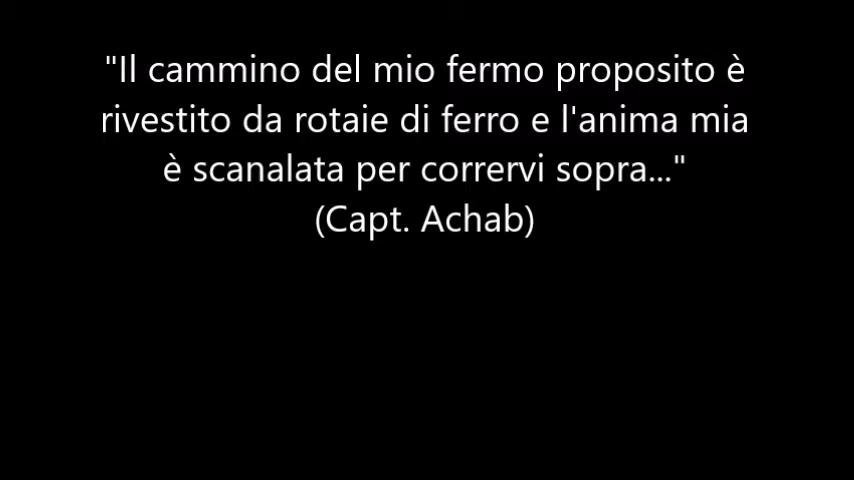 "Il cammino del mio fermo proposito è
rivestito da rotaie di ferro e l'anima mia
è scanalata per corrervi sopra..."
(Capt. Achab)